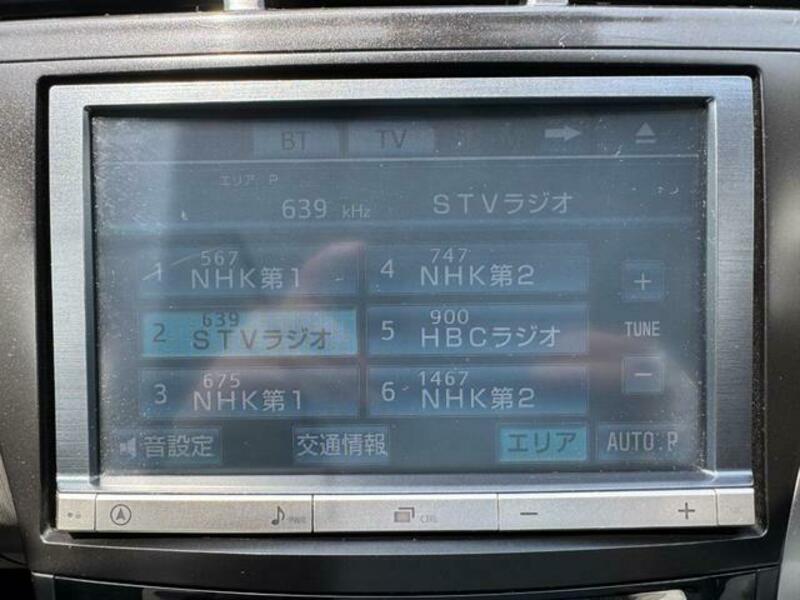 BT TV
エリア P
639 kHz STVラジオ
1 567 NHK第1
4 747 NHK第2
+
2 639 STVラジオ
5 900 HBCラジオ
TUNE
3 675 NHK第1
6 1467 NHK第2
−
音設定 交通情報 エリア AUTO.P
PWR
− +